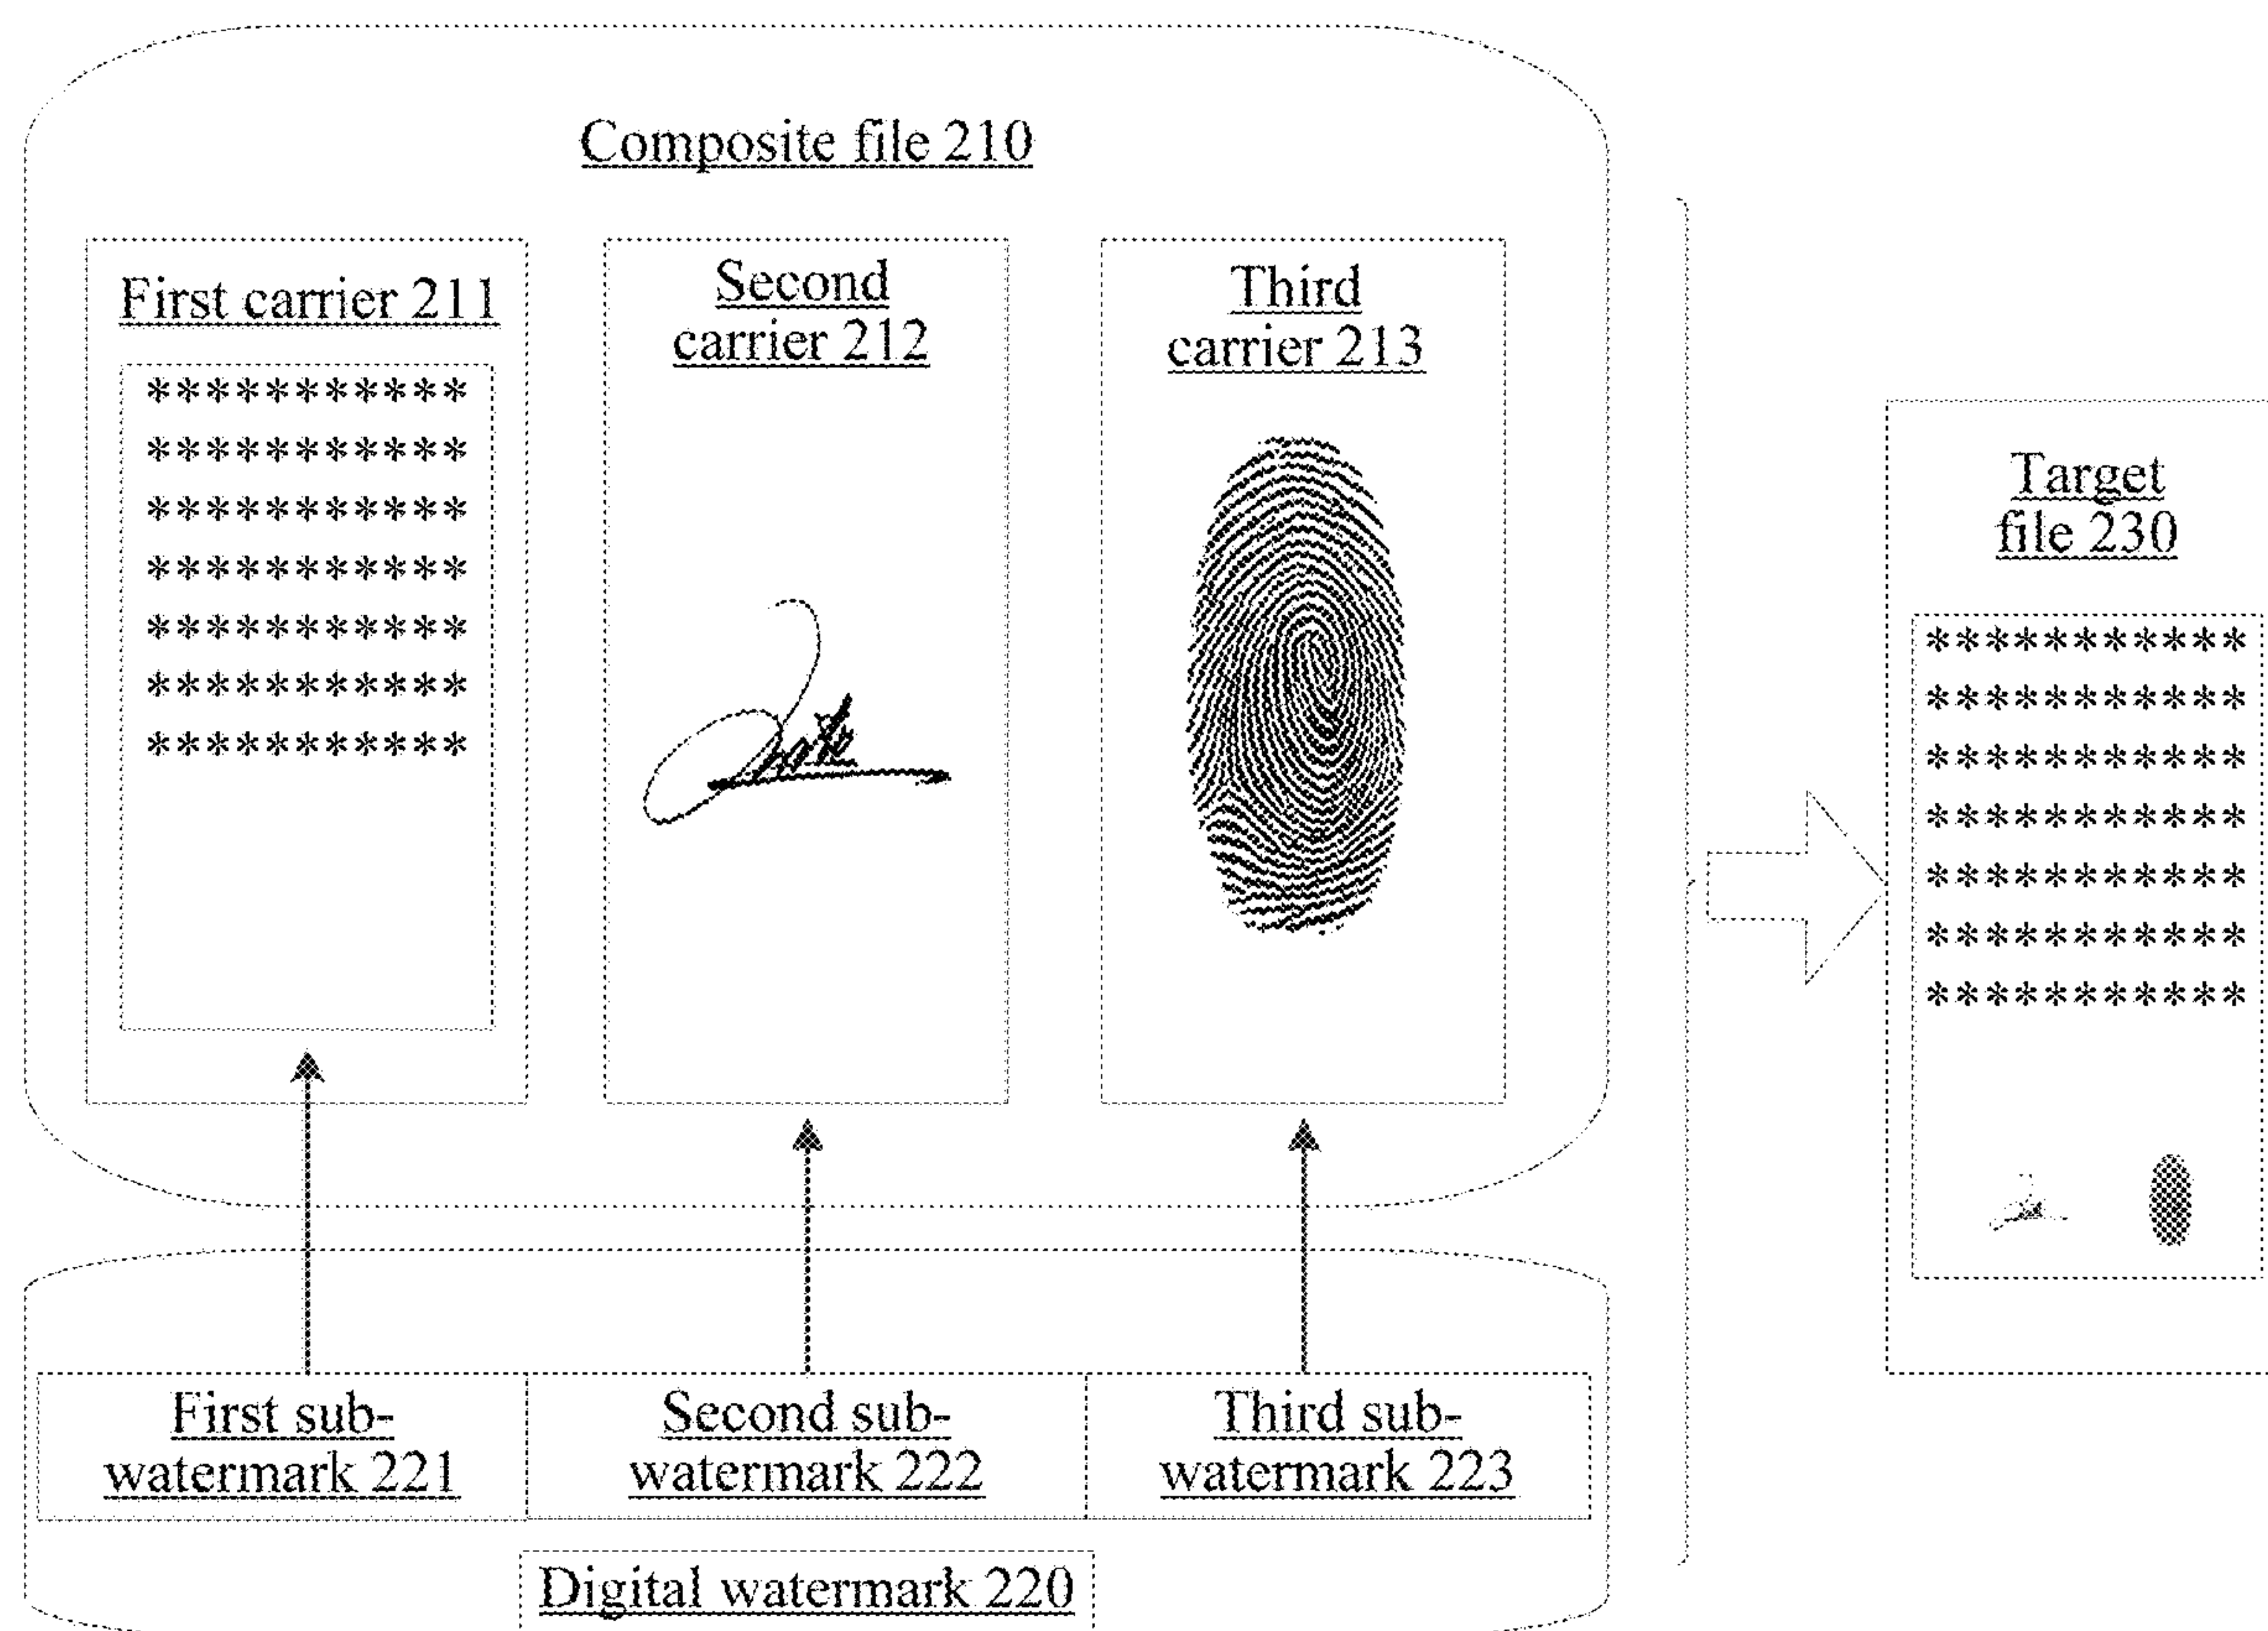 Composite file 210
First carrier 211
***********
***********
***********
***********
***********
***********
***********
Second
carrier 212
Third
carrier 213
First sub-
watermark 221
Second sub-
watermark 222
Third sub-
watermark 223
Digital watermark 220
Target
file 230
***********
***********
***********
***********
***********
***********
***********